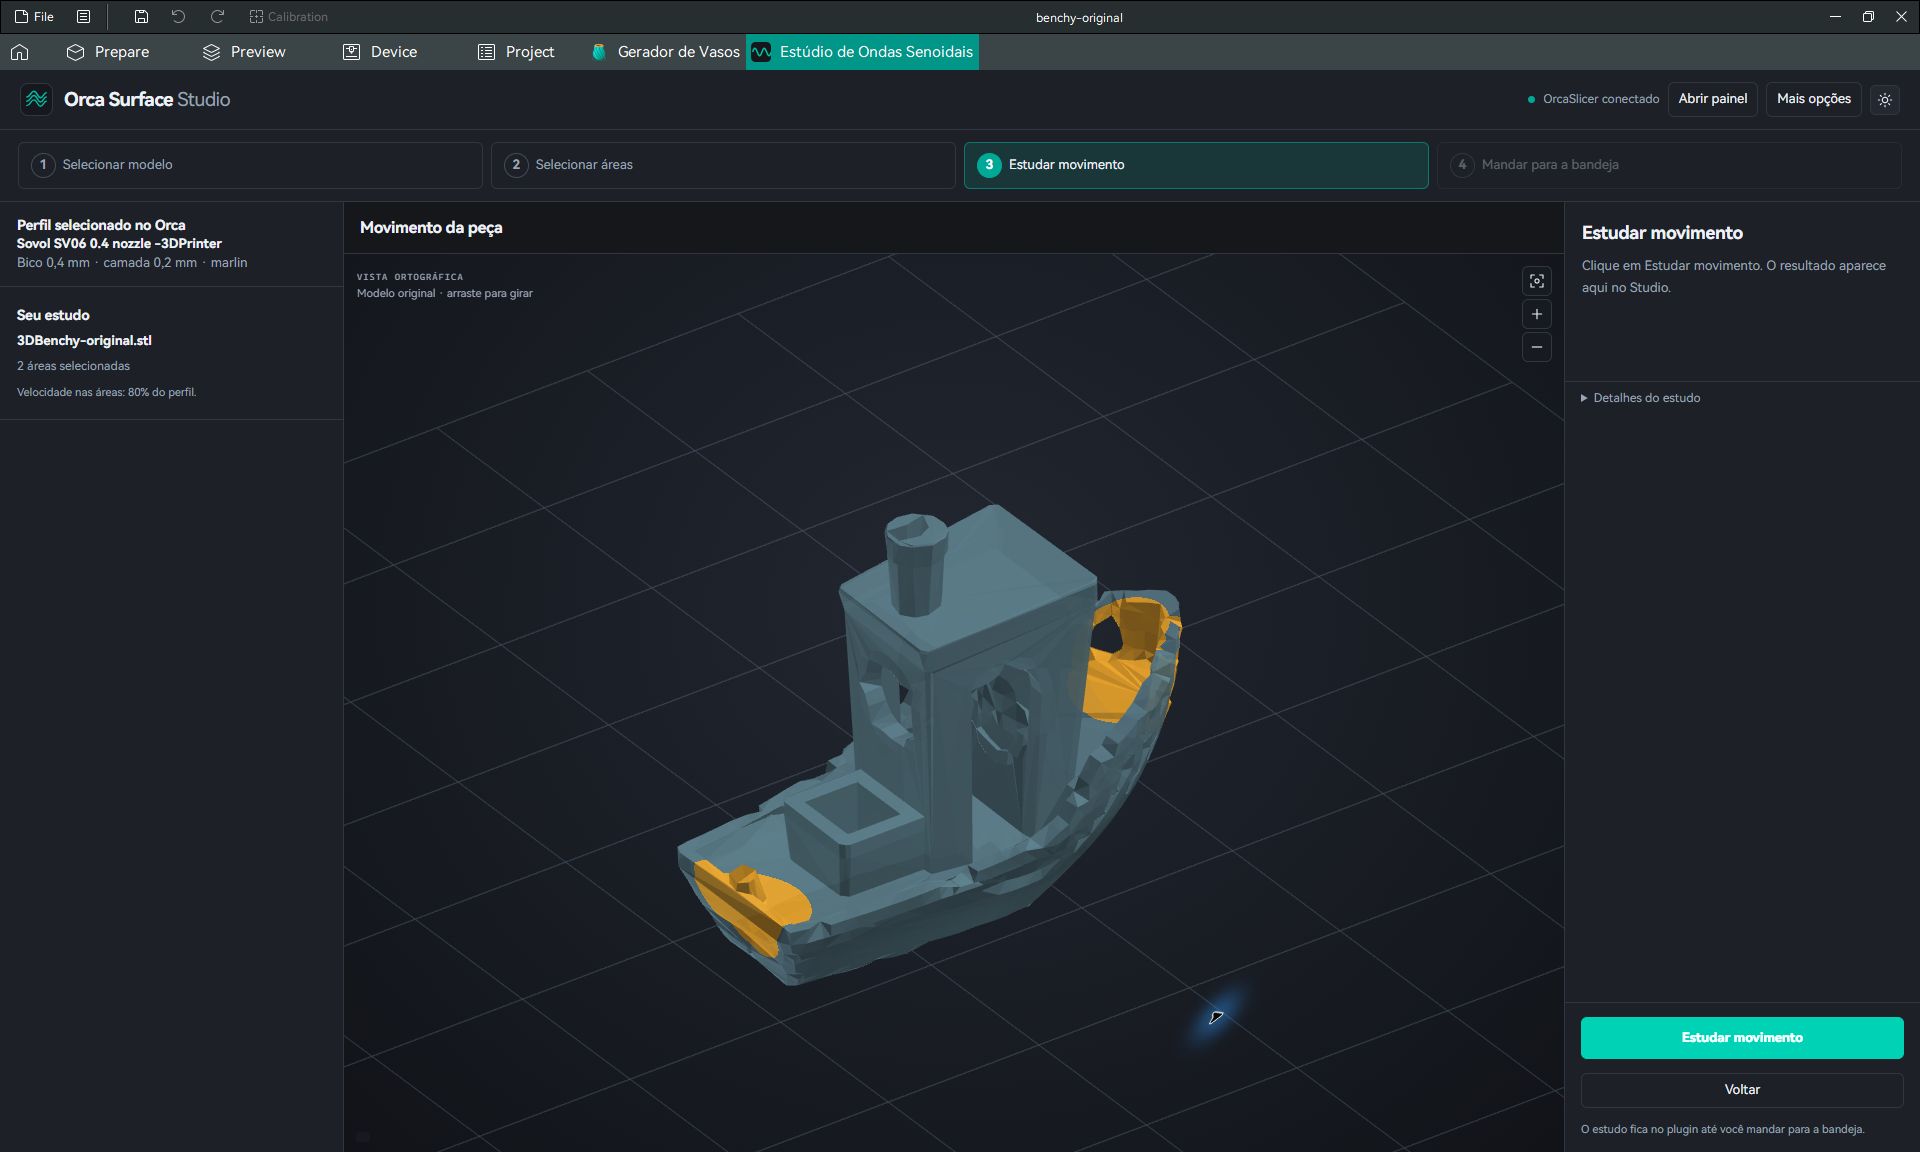 File
Calibration
benchy-original
Prepare
Preview
Device
Project
Gerador de Vasos
Estúdio de Ondas Senoidais
Orca Surface Studio
OrcaSlicer conectado
Abrir painel
Mais opções
1 Selecionar modelo
2 Selecionar áreas
3 Estudar movimento
4 Mandar para a bandeja
Perfil selecionado no Orca
Sovol SV06 0.4 nozzle -3DPrinter
Bico 0,4 mm · camada 0,2 mm · marlin
Seu estudo
3DBenchy-original.stl
2 áreas selecionadas
Velocidade nas áreas: 80% do perfil.
Movimento da peça
VISTA ORTOGRÁFICA
Modelo original · arraste para girar
Estudar movimento
Clique em Estudar movimento. O resultado aparece
aqui no Studio.
Detalhes do estudo
Estudar movimento
Voltar
O estudo fica no plugin até você mandar para a bandeja.